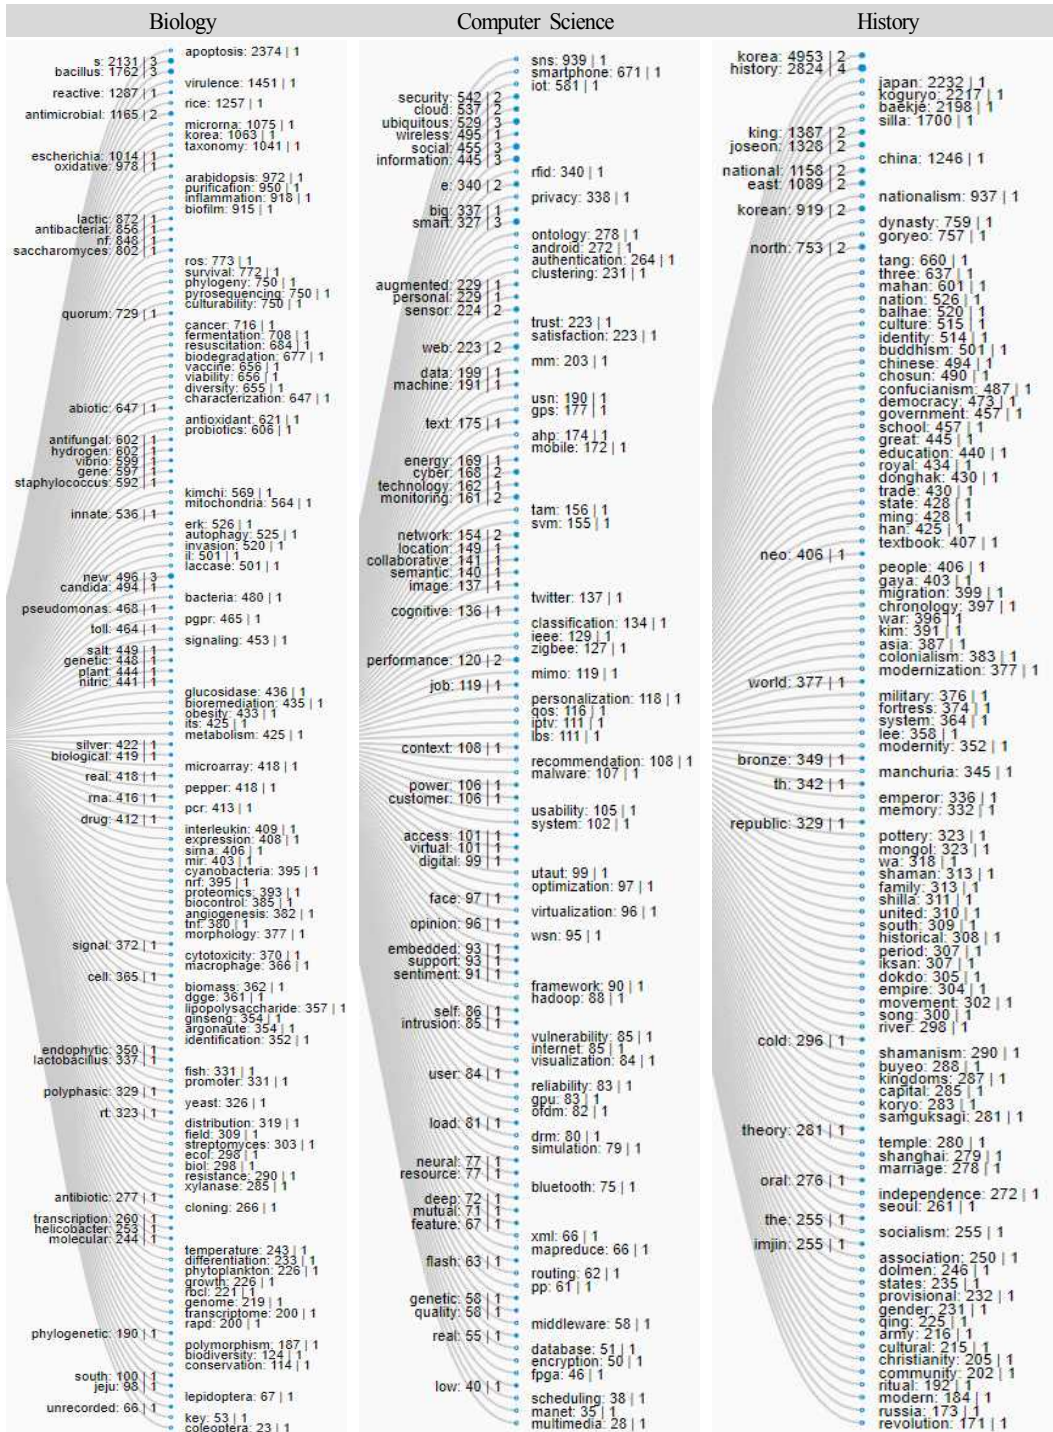 Biology
apoptosis: 2374 | 1
s: 2131 | 3
bacillus: 1762 | 3
virulence: 1451 | 1
reactive: 1287 | 1
rice: 1257 | 1
antimicrobial: 1165 | 2
microrna: 1075 | 1
korea: 1063 | 1
taxonomy: 1041 | 1
escherichia: 1014 | 1
oxidative: 978 | 1
arabidopsis: 972 | 1
purification: 950 | 1
inflammation: 918 | 1
biofilm: 915 | 1
lactic: 872 | 1
antibacterial: 856 | 1
nf: 848 | 1
saccharomyces: 802 | 1
ros: 773 | 1
survival: 772 | 1
phylogeny: 750 | 1
pyrosequencing: 750 | 1
culturability: 750 | 1
quorum: 729 | 1
cancer: 716 | 1
fermentation: 708 | 1
resuscitation: 684 | 1
biodegradation: 677 | 1
vaccine: 656 | 1
viability: 656 | 1
diversity: 655 | 1
characterization: 647 | 1
abiotic: 647 | 1
antioxidant: 621 | 1
probiotics: 606 | 1
antifungal: 602 | 1
hydrogen: 602 | 1
vibrio: 599 | 1
gene: 597 | 1
staphylococcus: 592 | 1
kimchi: 569 | 1
mitochondria: 564 | 1
innate: 536 | 1
erk: 526 | 1
autophagy: 525 | 1
invasion: 520 | 1
il: 501 | 1
laccase: 501 | 1
new: 496 | 3
candida: 494 | 1
bacteria: 480 | 1
pseudomonas: 468 | 1
pgpr: 465 | 1
toll: 464 | 1
signaling: 453 | 1
salt: 449 | 1
genetic: 448 | 1
plant: 444 | 1
nitric: 441 | 1
glucosidase: 436 | 1
bioremediation: 435 | 1
obesity: 433 | 1
its: 425 | 1
metabolism: 425 | 1
silver: 422 | 1
biological: 419 | 1
microarray: 418 | 1
real: 418 | 1
pepper: 418 | 1
rna: 416 | 1
pcr: 413 | 1
drug: 412 | 1
interleukin: 409 | 1
expression: 408 | 1
sirna: 406 | 1
mir: 403 | 1
cyanobacteria: 395 | 1
nrf: 395 | 1
proteomics: 393 | 1
biocontrol: 385 | 1
angiogenesis: 382 | 1
tnf: 380 | 1
morphology: 377 | 1
signal: 372 | 1
cytotoxicity: 370 | 1
macrophage: 366 | 1
cell: 365 | 1
biomass: 362 | 1
dgge: 361 | 1
lipopolysaccharide: 357 | 1
ginseng: 354 | 1
argonaute: 354 | 1
identification: 352 | 1
endophytic: 350 | 1
lactobacillus: 337 | 1
fish: 331 | 1
promoter: 331 | 1
polyphasic: 329 | 1
yeast: 326 | 1
rt: 323 | 1
distribution: 319 | 1
field: 309 | 1
streptomyces: 303 | 1
ecol: 298 | 1
biol: 298 | 1
resistance: 290 | 1
xylanase: 285 | 1
antibiotic: 277 | 1
cloning: 266 | 1
transcription: 260 | 1
helicobacter: 253 | 1
molecular: 244 | 1
temperature: 243 | 1
differentiation: 233 | 1
phytoplankton: 226 | 1
growth: 226 | 1
rbcl: 221 | 1
genome: 219 | 1
transcriptome: 200 | 1
rapd: 200 | 1
phylogenetic: 190 | 1
polymorphism: 187 | 1
biodiversity: 124 | 1
conservation: 114 | 1
south: 100 | 1
jeju: 98 | 1
lepidoptera: 67 | 1
unrecorded: 66 | 1
key: 53 | 1
coleoptera: 23 | 1
Computer Science
sns: 939 | 1
smartphone: 671 | 1
iot: 581 | 1
security: 542 | 2
cloud: 537 | 2
ubiquitous: 529 | 3
wireless: 495 | 1
social: 455 | 3
information: 445 | 3
rfid: 340 | 1
e: 340 | 2
privacy: 338 | 1
big: 337 | 1
smart: 327 | 3
ontology: 278 | 1
android: 272 | 1
authentication: 264 | 1
clustering: 231 | 1
augmented: 229 | 1
personal: 229 | 1
sensor: 224 | 2
trust: 223 | 1
satisfaction: 223 | 1
web: 223 | 2
mm: 203 | 1
data: 199 | 1
machine: 191 | 1
usn: 190 | 1
gps: 177 | 1
text: 175 | 1
ahp: 174 | 1
mobile: 172 | 1
energy: 169 | 1
cyber: 168 | 2
technology: 162 | 1
monitoring: 161 | 2
tam: 156 | 1
svm: 155 | 1
network: 154 | 2
location: 149 | 1
collaborative: 141 | 1
semantic: 140 | 1
image: 137 | 1
twitter: 137 | 1
cognitive: 136 | 1
classification: 134 | 1
ieee: 129 | 1
zigbee: 127 | 1
performance: 120 | 2
mimo: 119 | 1
job: 119 | 1
personalization: 118 | 1
qos: 116 | 1
iptv: 111 | 1
lbs: 111 | 1
context: 108 | 1
recommendation: 108 | 1
malware: 107 | 1
power: 106 | 1
customer: 106 | 1
usability: 105 | 1
system: 102 | 1
access: 101 | 1
virtual: 101 | 1
digital: 99 | 1
utaut: 99 | 1
optimization: 97 | 1
face: 97 | 1
virtualization: 96 | 1
opinion: 96 | 1
wsn: 95 | 1
embedded: 93 | 1
support: 93 | 1
sentiment: 91 | 1
framework: 90 | 1
hadoop: 88 | 1
self: 86 | 1
intrusion: 85 | 1
vulnerability: 85 | 1
internet: 85 | 1
visualization: 84 | 1
user: 84 | 1
reliability: 83 | 1
gpu: 83 | 1
ofdm: 82 | 1
load: 81 | 1
drm: 80 | 1
simulation: 79 | 1
neural: 77 | 1
resource: 77 | 1
bluetooth: 75 | 1
deep: 72 | 1
mutual: 71 | 1
feature: 67 | 1
xml: 66 | 1
mapreduce: 66 | 1
flash: 63 | 1
routing: 62 | 1
pp: 61 | 1
genetic: 58 | 1
quality: 58 | 1
middleware: 58 | 1
real: 55 | 1
database: 51 | 1
encryption: 50 | 1
fpga: 46 | 1
low: 40 | 1
scheduling: 38 | 1
manet: 35 | 1
multimedia: 28 | 1
History
korea: 4953 | 2
history: 2824 | 4
japan: 2232 | 1
koguryo: 2217 | 1
baekje: 2198 | 1
silla: 1700 | 1
king: 1387 | 2
joseon: 1328 | 2
china: 1246 | 1
national: 1158 | 2
east: 1089 | 2
nationalism: 937 | 1
korean: 919 | 2
dynasty: 759 | 1
goryeo: 757 | 1
north: 753 | 2
tang: 660 | 1
three: 637 | 1
mahan: 601 | 1
nation: 526 | 1
balhae: 520 | 1
culture: 515 | 1
identity: 514 | 1
buddhism: 501 | 1
chinese: 494 | 1
chosun: 490 | 1
confucianism: 487 | 1
democracy: 473 | 1
government: 457 | 1
school: 457 | 1
great: 445 | 1
education: 440 | 1
royal: 434 | 1
donghak: 430 | 1
trade: 430 | 1
state: 428 | 1
ming: 428 | 1
han: 425 | 1
textbook: 407 | 1
neo: 406 | 1
people: 406 | 1
gaya: 403 | 1
migration: 399 | 1
chronology: 397 | 1
war: 396 | 1
kim: 391 | 1
asia: 387 | 1
colonialism: 383 | 1
modernization: 377 | 1
world: 377 | 1
military: 376 | 1
fortress: 374 | 1
system: 364 | 1
lee: 358 | 1
modernity: 352 | 1
bronze: 349 | 1
manchuria: 345 | 1
th: 342 | 1
emperor: 336 | 1
memory: 332 | 1
republic: 329 | 1
pottery: 323 | 1
mongol: 323 | 1
wa: 318 | 1
shaman: 313 | 1
family: 313 | 1
shilla: 311 | 1
united: 310 | 1
south: 309 | 1
historical: 308 | 1
period: 307 | 1
iksan: 307 | 1
dokdo: 305 | 1
empire: 304 | 1
movement: 302 | 1
song: 300 | 1
river: 298 | 1
cold: 296 | 1
shamanism: 290 | 1
buyeo: 288 | 1
kingdoms: 287 | 1
capital: 285 | 1
koryo: 283 | 1
samguksagi: 281 | 1
theory: 281 | 1
temple: 280 | 1
shanghai: 279 | 1
marriage: 278 | 1
oral: 276 | 1
independence: 272 | 1
seoul: 261 | 1
the: 255 | 1
socialism: 255 | 1
imjin: 255 | 1
association: 250 | 1
dolmen: 246 | 1
states: 235 | 1
provisional: 232 | 1
gender: 231 | 1
qing: 225 | 1
army: 216 | 1
cultural: 215 | 1
christianity: 205 | 1
community: 202 | 1
ritual: 192 | 1
modern: 184 | 1
russia: 173 | 1
revolution: 171 | 1